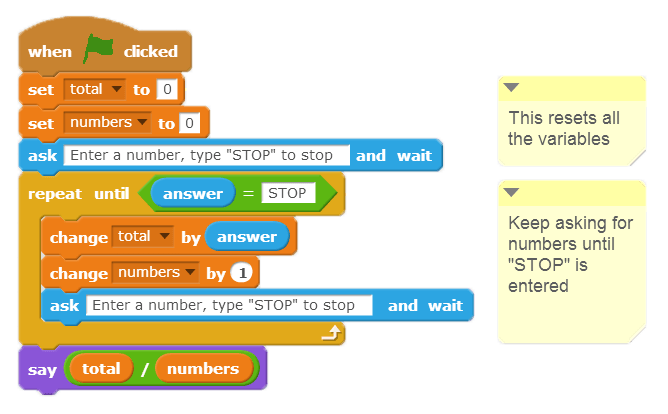 when clicked
set total to 0
set numbers to 0
ask Enter a number, type "STOP" to stop and wait
repeat until answer = STOP
change total by answer
change numbers by 1
ask Enter a number, type "STOP" to stop and wait
say total / numbers
This resets all
the variables
Keep asking for
numbers until
"STOP" is
entered